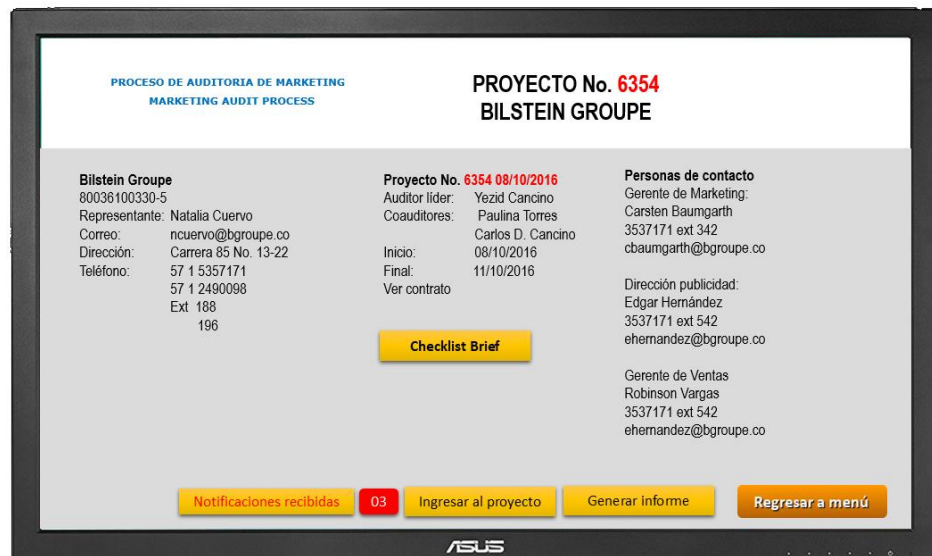 PROCESO DE AUDITORIA DE MARKETING
MARKETING AUDIT PROCESS
PROYECTO No. 6354
BILSTEIN GROUPE
Bilstein Groupe
80036100330-5
Representante: Natalia Cuervo
Correo: ncuervo@bgroupe.co
Dirección: Carrera 85 No. 13-22
Teléfono: 57 1 5357171
57 1 2490098
Ext 188
196
Proyecto No. 6354 08/10/2016
Auditor líder: Yezid Cancino
Coauditores: Paulina Torres
Carlos D. Cancino
Inicio: 08/10/2016
Final: 11/10/2016
Ver contrato
Checklist Brief
Personas de contacto
Gerente de Marketing:
Carsten Baumgarth
3537171 ext 342
cbaumgarth@bgroupe.co
Dirección publicidad:
Edgar Hernández
3537171 ext 542
ehernandez@bgroupe.co
Gerente de Ventas
Robinson Vargas
3537171 ext 542
ehernandez@bgroupe.co
Notificaciones recibidas 03 Ingresar al proyecto Generar informe Regresar a menú
ASUS